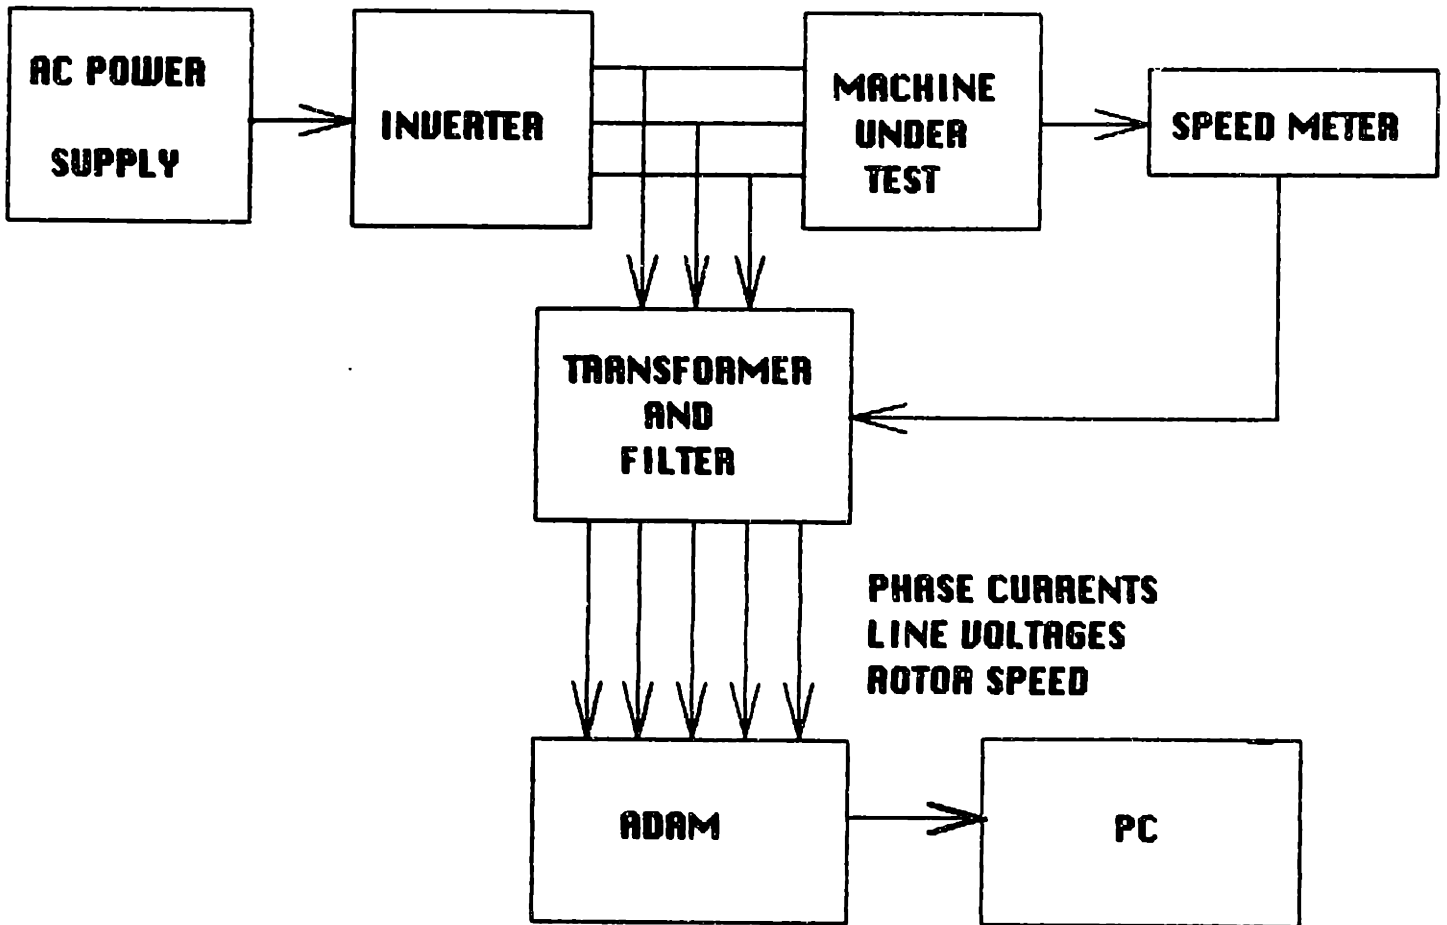 AC POWER
SUPPLY
INVERTER
MACHINE
UNDER
TEST
SPEED METER
TRANSFORMER
AND
FILTER
PHASE CURRENTS
LINE VOLTAGES
ROTOR SPEED
ADAM
PC